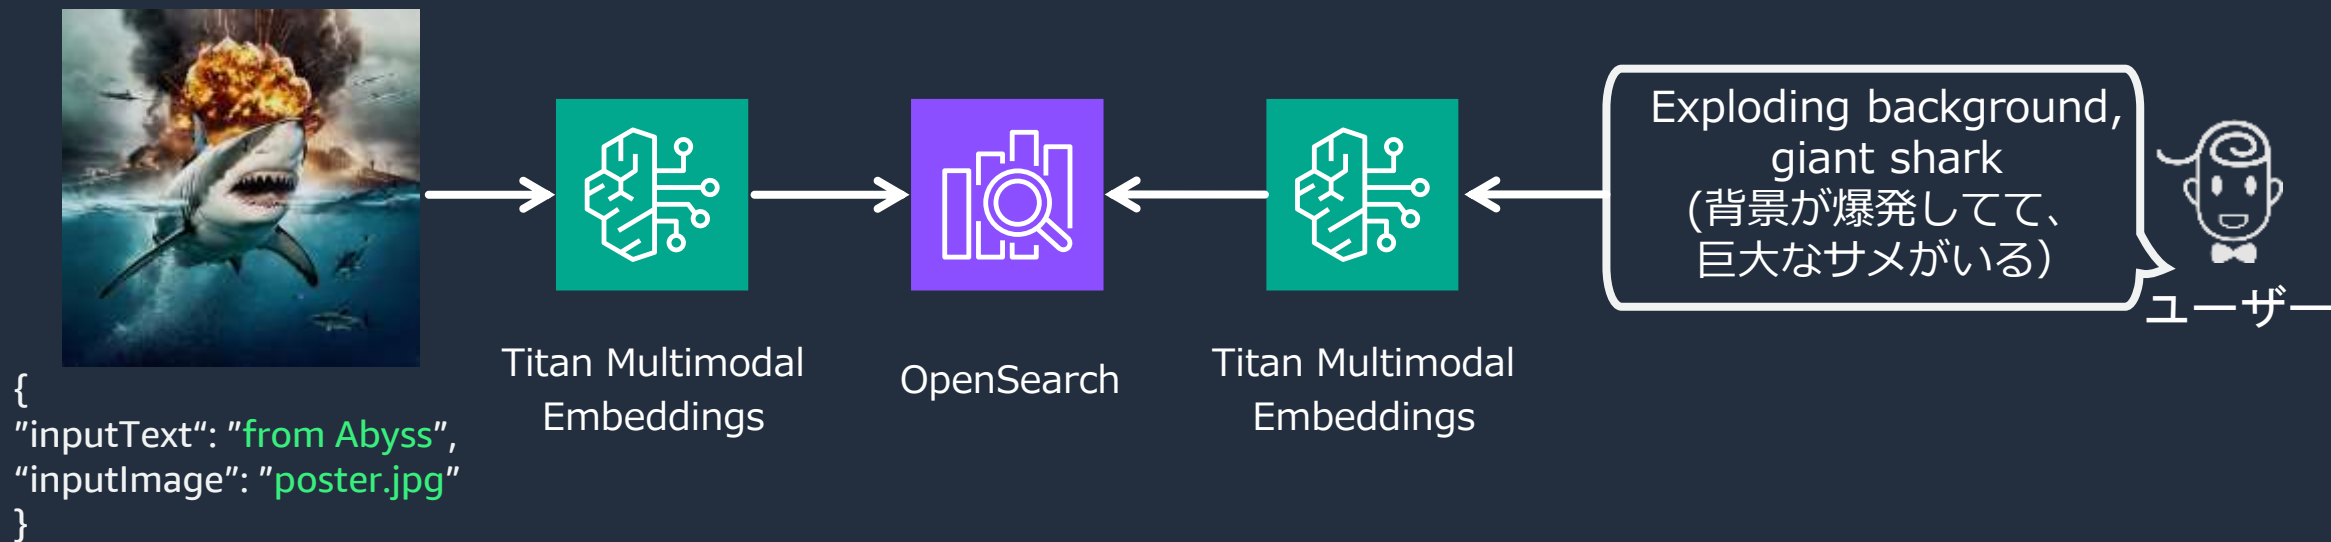 {
”inputText“: ”from Abyss”,
“inputImage”: ”poster.jpg”
}
Titan Multimodal
Embeddings
OpenSearch
Titan Multimodal
Embeddings
Exploding background,
giant shark
(背景が爆発してて、
巨大なサメがいる）
ユーザー